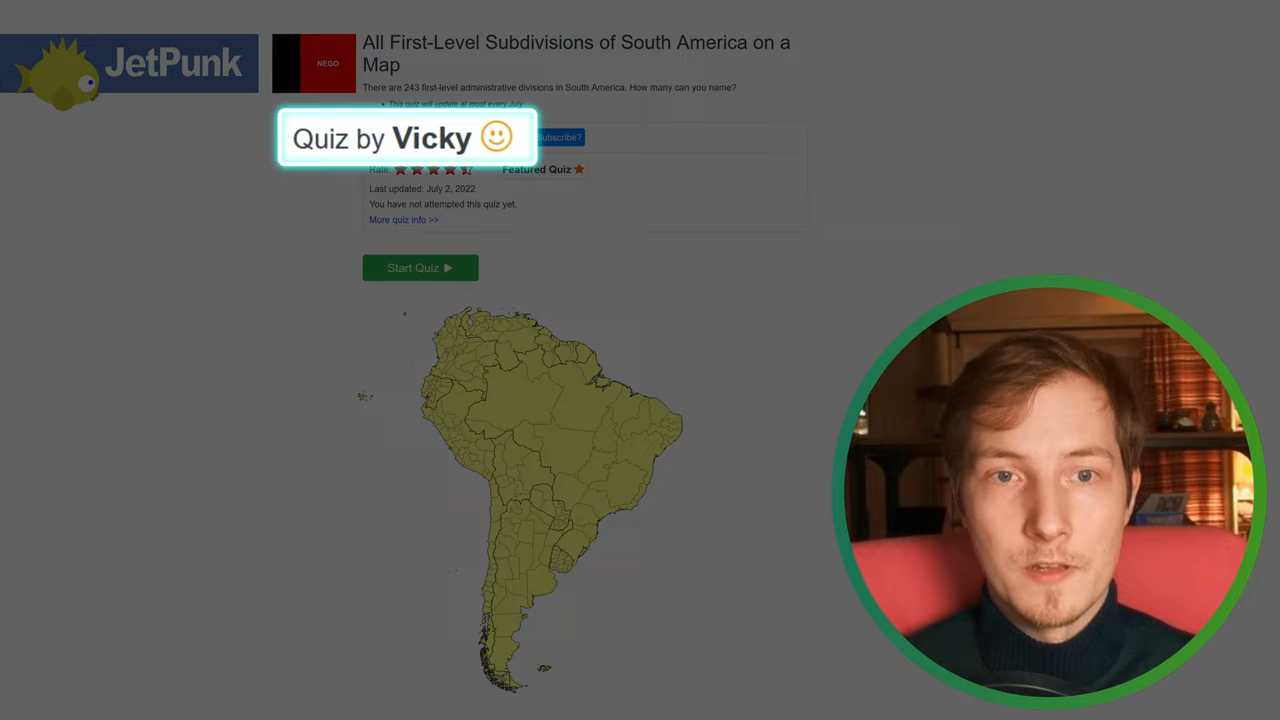 JetPunk
NEGO
All First-Level Subdivisions of South America on a
Map
There are 243 first-level administrative divisions in South America. How many can you name?
• This quiz will update at most every July
Quiz by Vicky
Subscribe?
Rate:
Featured Quiz
Last updated: July 2, 2022
You have not attempted this quiz yet.
More quiz info >>
Start Quiz